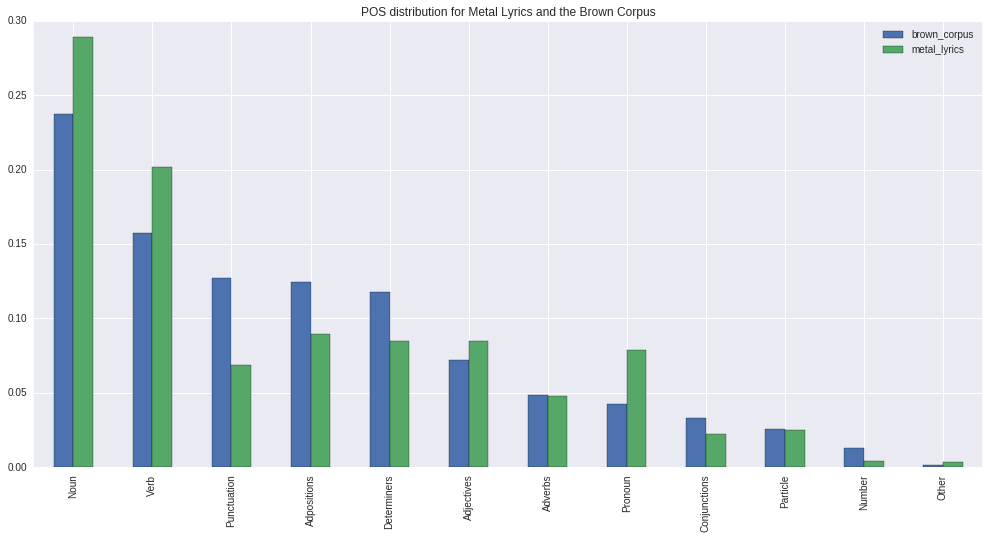 POS distribution for Metal Lyrics and the Brown Corpus
brown_corpus
metal_lyrics
0.30
0.25
0.20
0.15
0.10
0.05
0.00
Noun
Verb
Punctuation
Adpositions
Determiners
Adjectives
Adverbs
Pronoun
Conjunctions
Particle
Number
Other